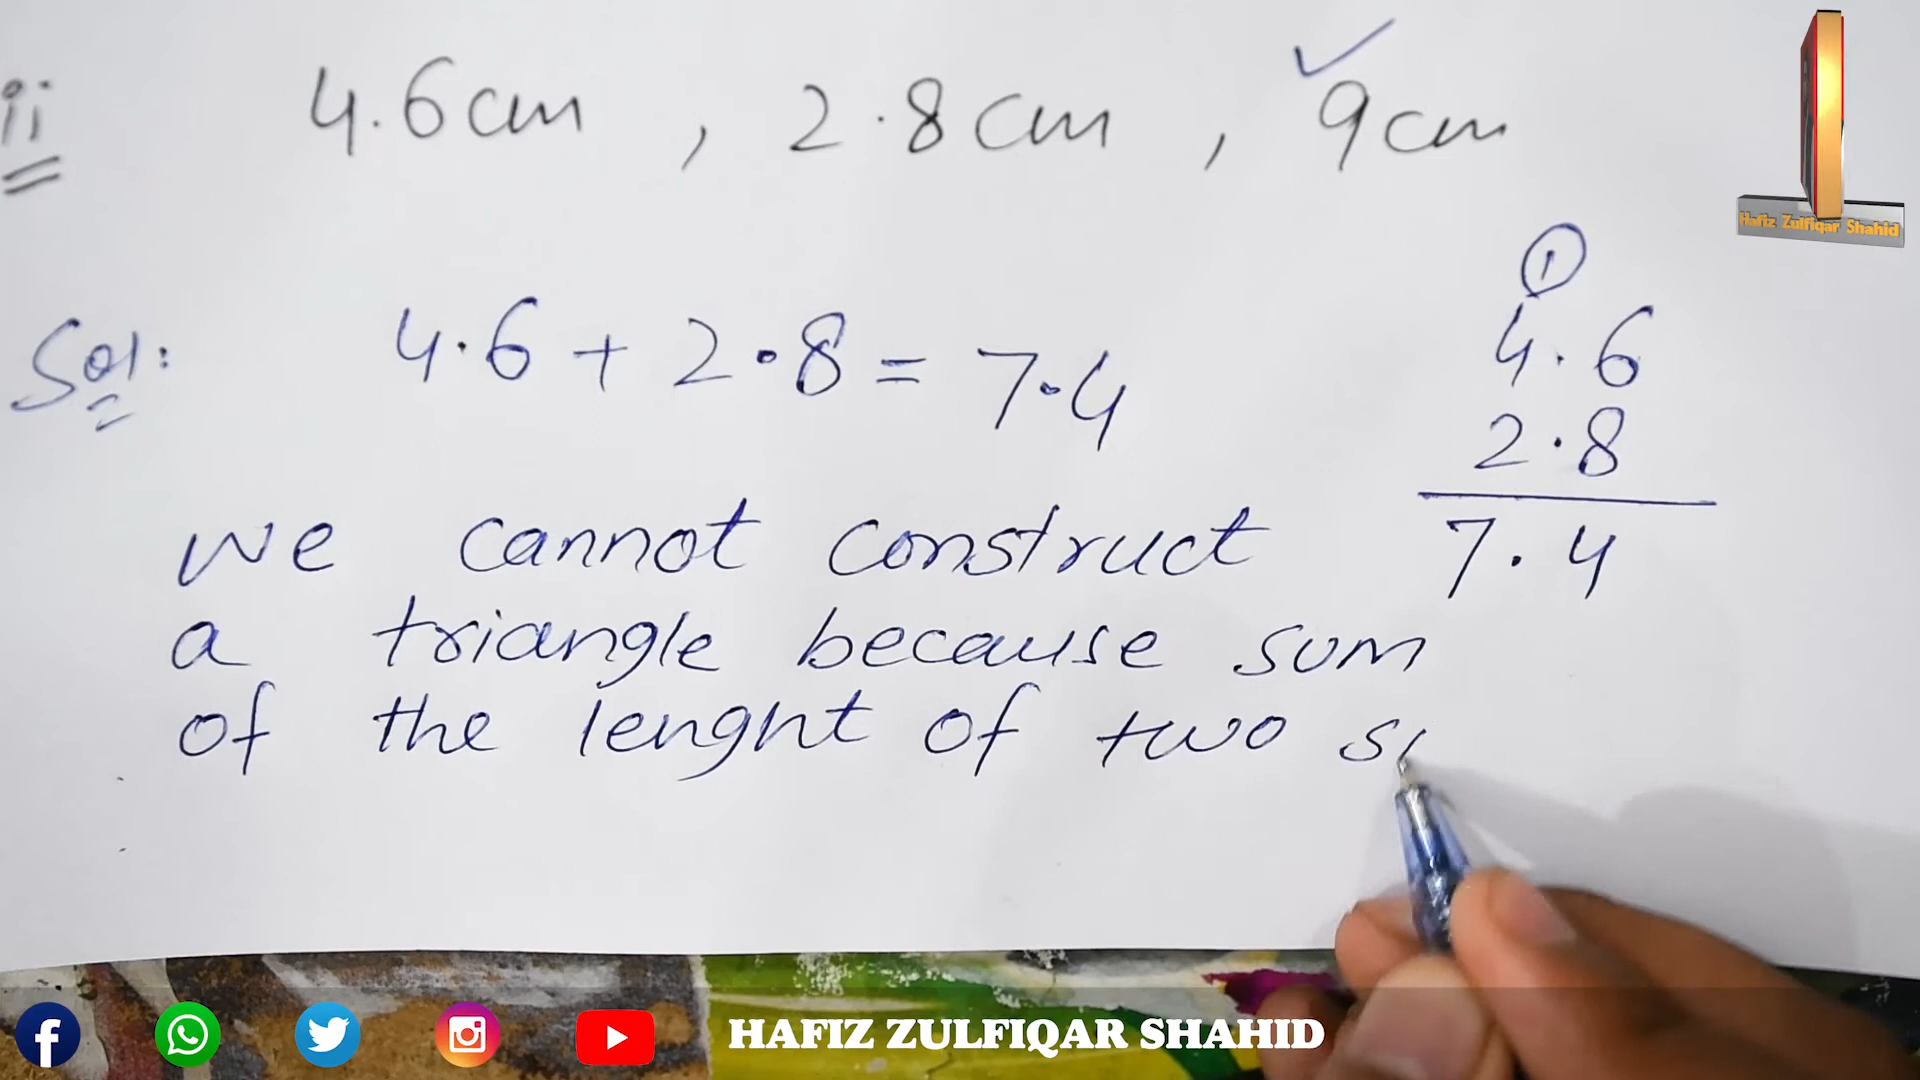 ii 4.6cm , 2.8cm , 9cm
Hafiz Zulfiqar Shahid
Sol: 4.6 + 2.8 = 7.4
1
4.6
2.8
7.4
we cannot construct
a triangle because sum
of the lenght of two si
HAFIZ ZULFIQAR SHAHID